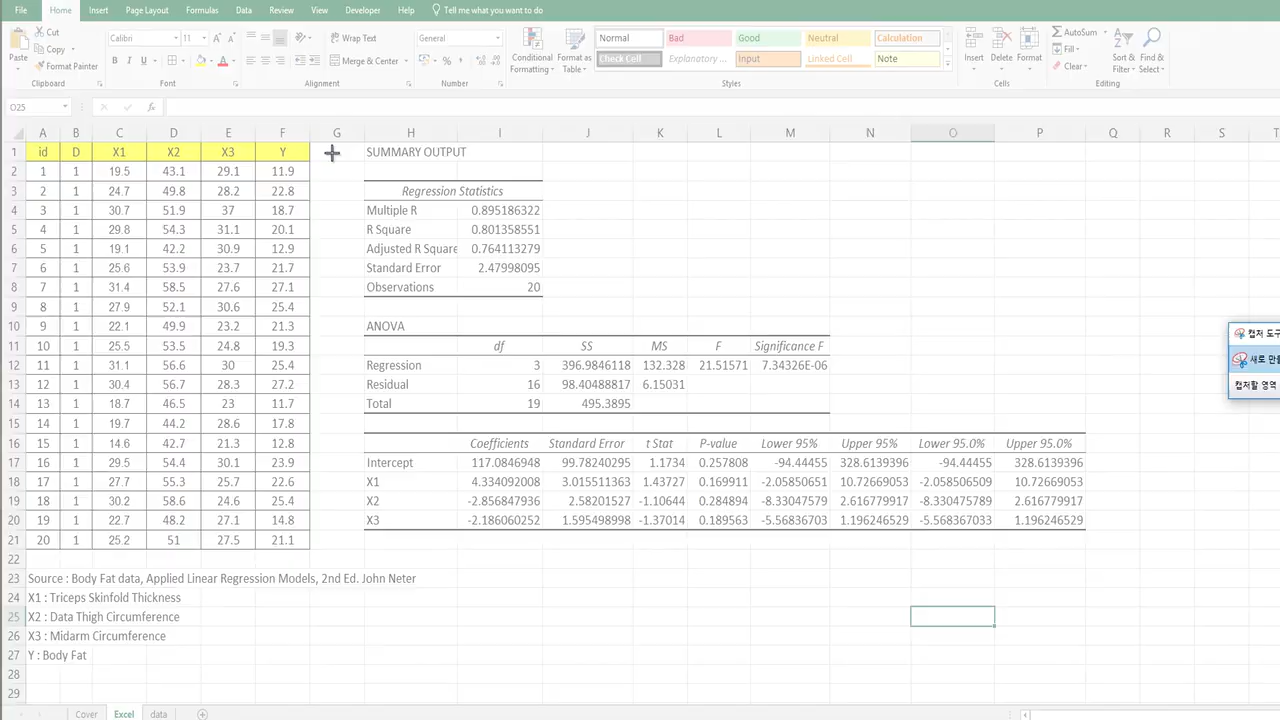 File Home Insert Page Layout Formulas Data Review View Developer Help Tell me what you want to do
Paste
Cut
Copy
Format Painter
Clipboard
Calibri 11
Font
Wrap Text
Merge & Center
Alignment
General
Number
Conditional Formatting
Format as Table
Normal Bad Good Neutral Calculation
Check Cell Explanatory ... Input Linked Cell Note
Styles
Insert Delete Format
Cells
AutoSum
Fill
Clear
Sort & Filter
Find & Select
Editing
O25 fx
A B C D E F G H I J K L M N O P Q R S T
1 id D X1 X2 X3 Y SUMMARY OUTPUT
2 1 1 19.5 43.1 29.1 11.9
3 2 1 24.7 49.8 28.2 22.8 Regression Statistics
4 3 1 30.7 51.9 37 18.7 Multiple R 0.895186322
5 4 1 29.8 54.3 31.1 20.1 R Square 0.801358551
6 5 1 19.1 42.2 30.9 12.9 Adjusted R Square 0.764113279
7 6 1 25.6 53.9 23.7 21.7 Standard Error 2.47998095
8 7 1 31.4 58.5 27.6 27.1 Observations 20
9 8 1 27.9 52.1 30.6 25.4
10 9 1 22.1 49.9 23.2 21.3 ANOVA
11 10 1 25.5 53.5 24.8 19.3 df SS MS F Significance F
12 11 1 31.1 56.6 30 25.4 Regression 3 396.9846118 132.328 21.51571 7.34326E-06
13 12 1 30.4 56.7 28.3 27.2 Residual 16 98.40488817 6.15031
14 13 1 18.7 46.5 23 11.7 Total 19 495.3895
15 14 1 19.7 44.2 28.6 17.8
16 15 1 14.6 42.7 21.3 12.8 Coefficients Standard Error t Stat P-value Lower 95% Upper 95% Lower 95.0% Upper 95.0%
17 16 1 29.5 54.4 30.1 23.9 Intercept 117.0846948 99.78240295 1.1734 0.257808 -94.44455 328.6139396 -94.44455 328.6139396
18 17 1 27.7 55.3 25.7 22.6 X1 4.334092008 3.015511363 1.43727 0.169911 -2.05850651 10.72669053 -2.058506509 10.72669053
19 18 1 30.2 58.6 24.6 25.4 X2 -2.856847936 2.58201527 -1.10644 0.284894 -8.33047579 2.616779917 -8.330475789 2.616779917
20 19 1 22.7 48.2 27.1 14.8 X3 -2.186060252 1.595498998 -1.37014 0.189563 -5.56836703 1.196246529 -5.568367033 1.196246529
21 20 1 25.2 51 27.5 21.1
22
23 Source : Body Fat data, Applied Linear Regression Models, 2nd Ed. John Neter
24 X1 : Triceps Skinfold Thickness
25 X2 : Data Thigh Circumference
26 X3 : Midarm Circumference
27 Y : Body Fat
28
29
캡처 도구
새로 만들
캡처할 영역
Cover Excel data